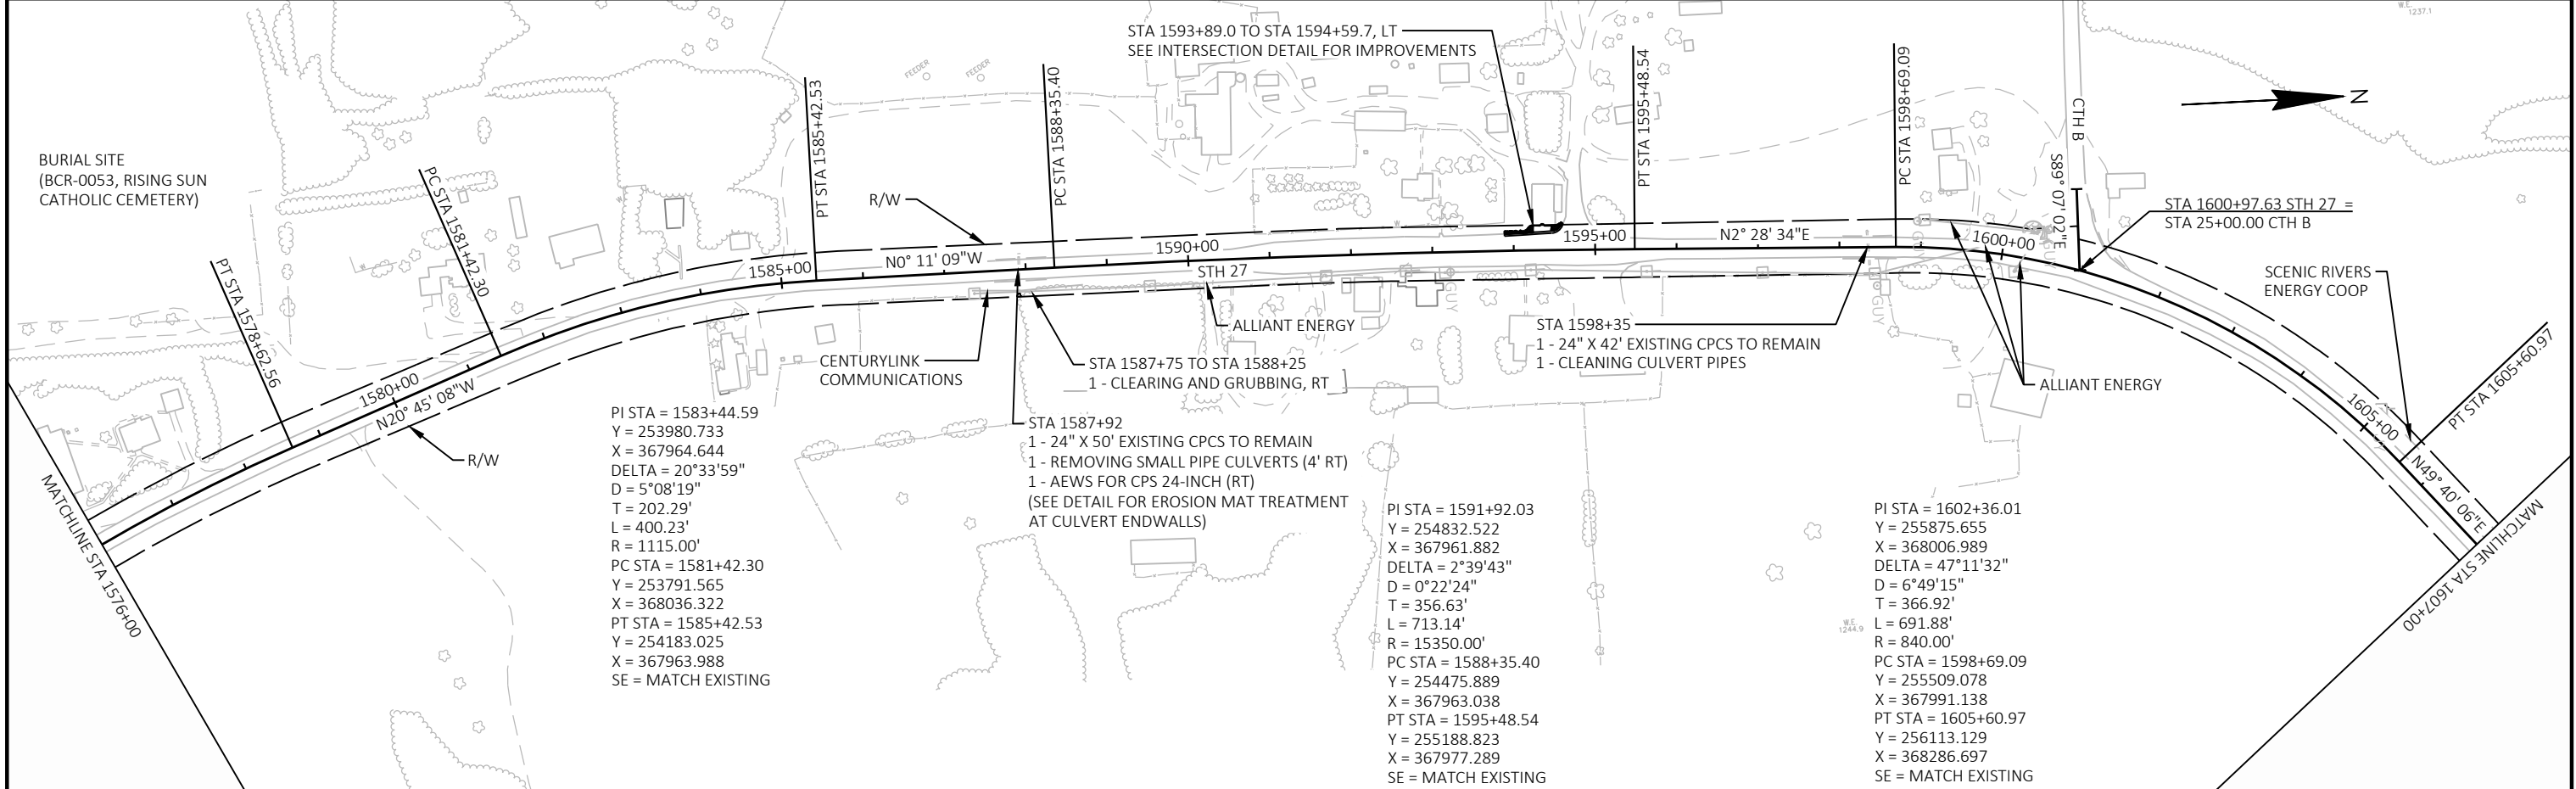 W.E.
1237.1
STA 1593+89.0 TO STA 1594+59.7, LT
SEE INTERSECTION DETAIL FOR IMPROVEMENTS
FEEDER
FEEDER
N
BURIAL SITE
(BCR-0053, RISING SUN
CATHOLIC CEMETERY)
PT STA 1578+62.56
PC STA 1581+42.30
PT STA 1585+42.53
PC STA 1588+35.40
PT STA 1595+48.54
PC STA 1598+69.09
CTH B
S89° 07' 02"E
STA 1600+97.63 STH 27 =
STA 25+00.00 CTH B
R/W
1580+00
N20° 45' 08"W
R/W
1585+00
N0° 11' 09"W
1590+00
STH 27
1595+00
N2° 28' 34"E
1600+00
1605+00
N49° 40' 06"E
PT STA 1605+60.97
SCENIC RIVERS
ENERGY COOP
GUY
GUY
GUY
GUY
CENTURYLINK
COMMUNICATIONS
ALLIANT ENERGY
STA 1587+75 TO STA 1588+25
1 - CLEARING AND GRUBBING, RT
STA 1598+35
1 - 24" X 42' EXISTING CPCS TO REMAIN
1 - CLEANING CULVERT PIPES
ALLIANT ENERGY
STA 1587+92
1 - 24" X 50' EXISTING CPCS TO REMAIN
1 - REMOVING SMALL PIPE CULVERTS (4' RT)
1 - AEWS FOR CPS 24-INCH (RT)
(SEE DETAIL FOR EROSION MAT TREATMENT
AT CULVERT ENDWALLS)
MATCHLINE STA 1576+00
MATCHLINE STA 1607+00
PI STA = 1583+44.59
Y = 253980.733
X = 367964.644
DELTA = 20°33'59"
D = 5°08'19"
T = 202.29'
L = 400.23'
R = 1115.00'
PC STA = 1581+42.30
Y = 253791.565
X = 368036.322
PT STA = 1585+42.53
Y = 254183.025
X = 367963.988
SE = MATCH EXISTING
PI STA = 1591+92.03
Y = 254832.522
X = 367961.882
DELTA = 2°39'43"
D = 0°22'24"
T = 356.63'
L = 713.14'
R = 15350.00'
PC STA = 1588+35.40
Y = 254475.889
X = 367963.038
PT STA = 1595+48.54
Y = 255188.823
X = 367977.289
SE = MATCH EXISTING
W.E.
1244.9
PI STA = 1602+36.01
Y = 255875.655
X = 368006.989
DELTA = 47°11'32"
D = 6°49'15"
T = 366.92'
L = 691.88'
R = 840.00'
PC STA = 1598+69.09
Y = 255509.078
X = 367991.138
PT STA = 1605+60.97
Y = 256113.129
X = 368286.697
SE = MATCH EXISTING